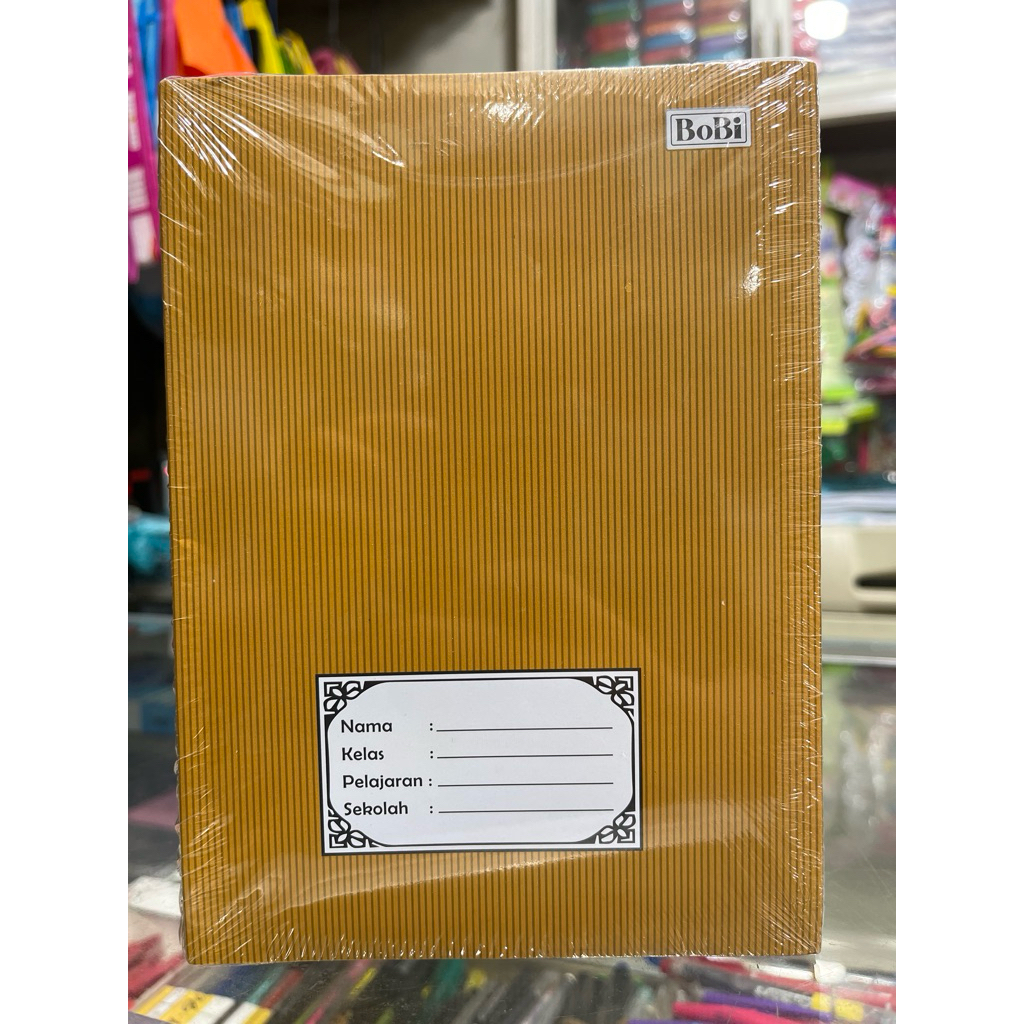 BoBi
Nama :
Kelas :
Pelajaran :
Sekolah :